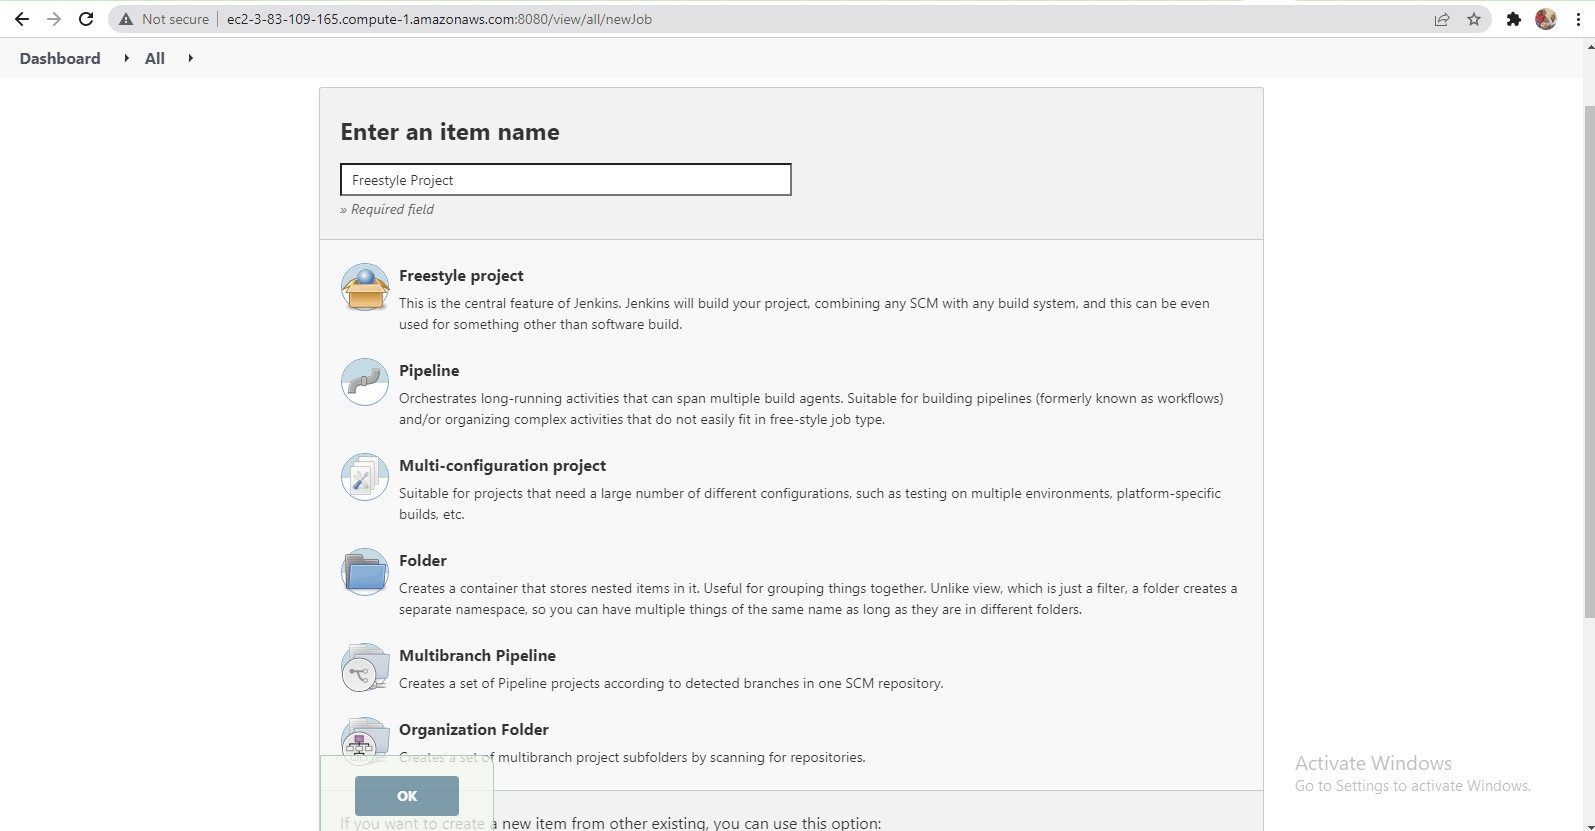 Not secure | ec2-3-83-109-165.compute-1.amazonaws.com:8080/view/all/newJob
Dashboard All
Enter an item name
Freestyle Project
» Required field
Freestyle project
This is the central feature of Jenkins. Jenkins will build your project, combining any SCM with any build system, and this can be even
used for something other than software build.
Pipeline
Orchestrates long-running activities that can span multiple build agents. Suitable for building pipelines (formerly known as workflows)
and/or organizing complex activities that do not easily fit in free-style job type.
Multi-configuration project
Suitable for projects that need a large number of different configurations, such as testing on multiple environments, platform-specific
builds, etc.
Folder
Creates a container that stores nested items in it. Useful for grouping things together. Unlike view, which is just a filter, a folder creates a
separate namespace, so you can have multiple things of the same name as long as they are in different folders.
Multibranch Pipeline
Creates a set of Pipeline projects according to detected branches in one SCM repository.
Organization Folder
Creates a set of multibranch project subfolders by scanning for repositories.
OK
If you want to create a new item from other existing, you can use this option:
Activate Windows
Go to Settings to activate Windows.